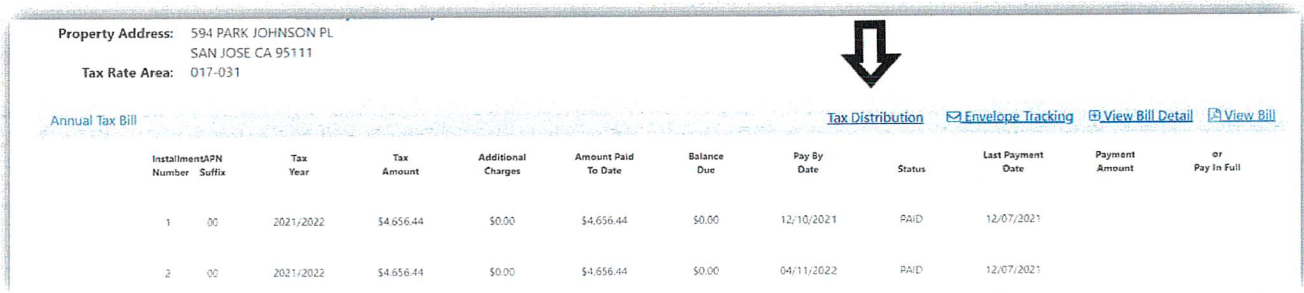 Property Address: 594 PARK JOHNSON PL
SAN JOSE CA 95111
Tax Rate Area: 017-031
Annual Tax Bill Tax Distribution Envelope Tracking View Bill Detail View Bill
Installment APN Tax Tax Additional Amount Paid Balance Pay By Last Payment Payment or
Number Suffix Year Amount Charges To Date Due Date Status Date Amount Pay In Full
1 00 2021/2022 $4,656.44 $0.00 $4,656.44 $0.00 12/10/2021 PAID 12/07/2021
2 00 2021/2022 $4,656.44 $0.00 $4,656.44 $0.00 04/11/2022 PAID 12/07/2021